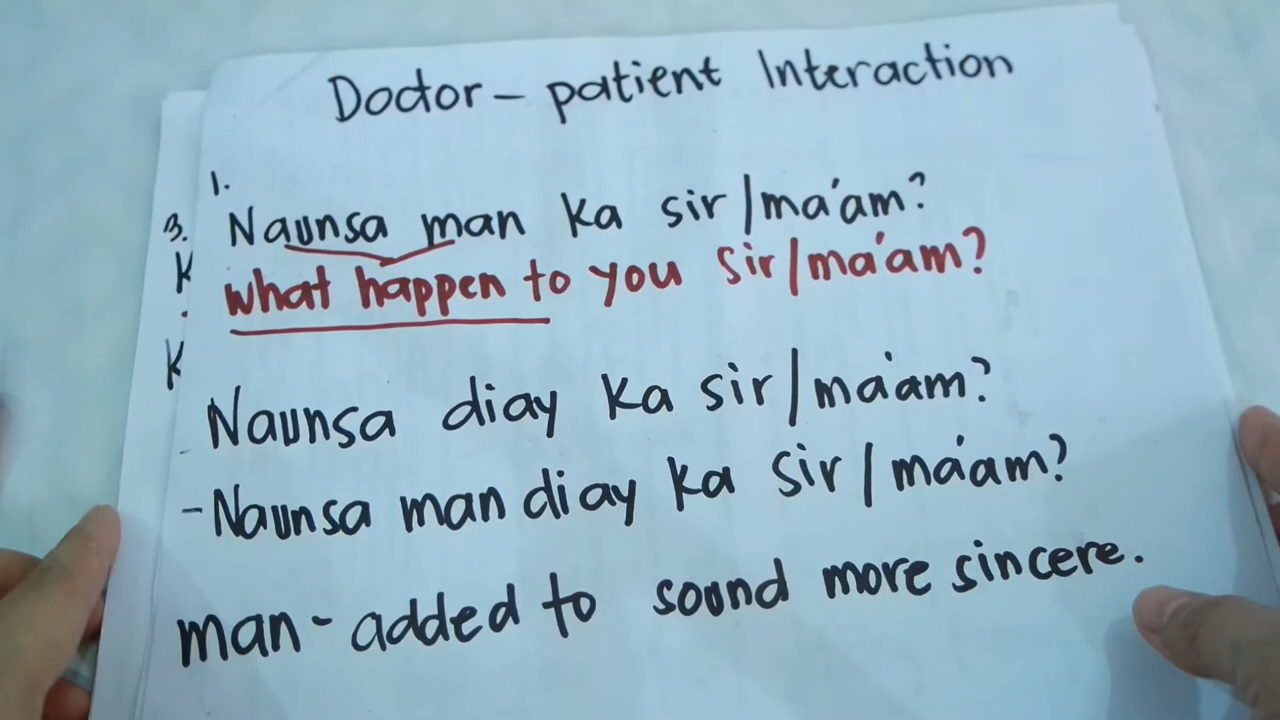 Doctor - patient Interaction
1.
Naunsa man ka sir/ma'am?
what happen to you sir/ma'am?
Naunsa diay ka sir/ma'am?
- Naunsa man diay ka sir/ma'am?
man - added to sound more sincere.
3.
K
K